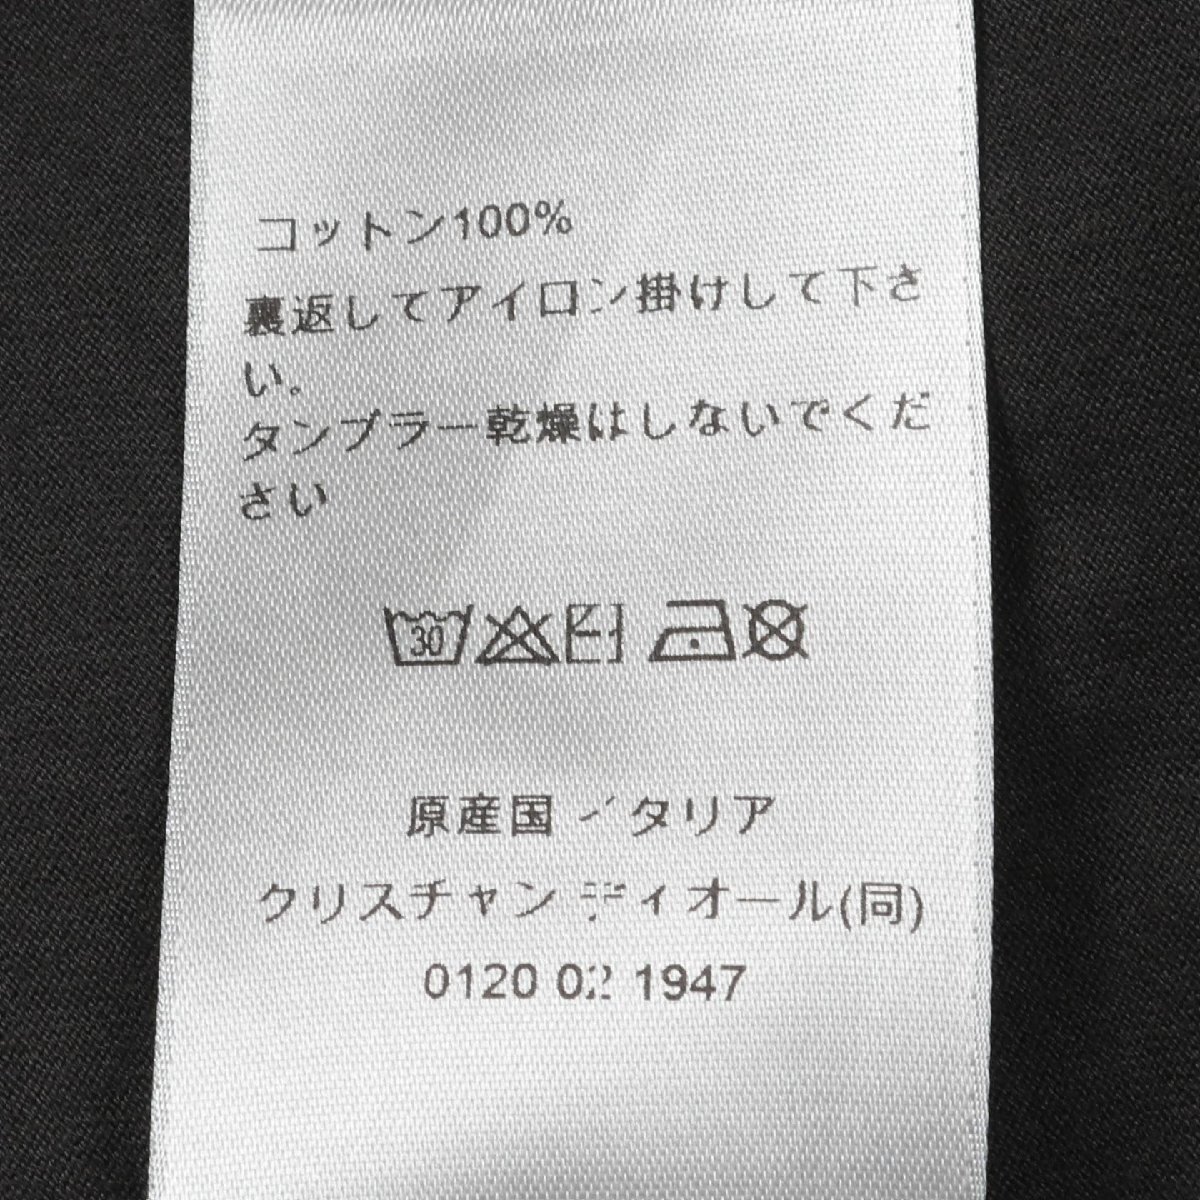 コットン100%
裏返してアイロン掛けして下さ
い。
タンブラー乾燥はしないでくだ
さい
30
原産国 イタリア
クリスチャン ディオール(同)
0120 02 1947